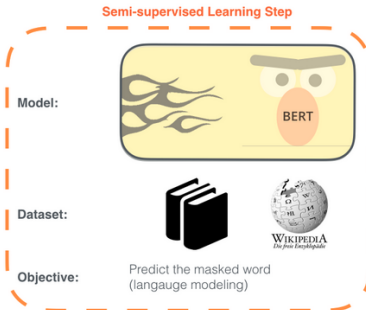 Semi-supervised Learning Step
Model:
BERT
Dataset:
WIKIPEDIA
Die freie Enzyklopädie
Objective:
Predict the masked word
(langauge modeling)